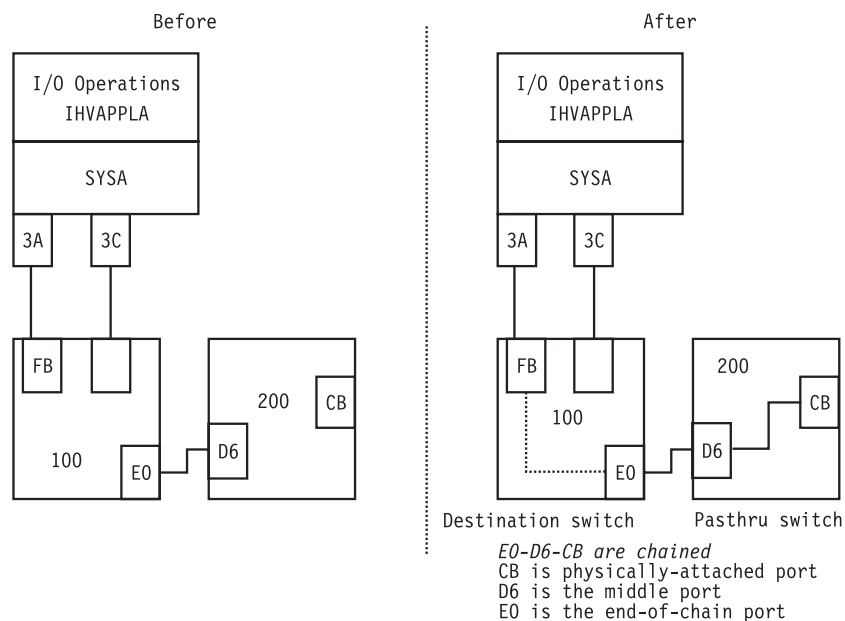 Before
I/O Operations
IHVAPPLA
SYSA
3A
3C
FB
200
CB
D6
100
E0
After
I/O Operations
IHVAPPLA
SYSA
3A
3C
FB
200
CB
100
D6
E0
Destination switch
Pasthru switch
E0-D6-CB are chained
CB is physically-attached port
D6 is the middle port
E0 is the end-of-chain port